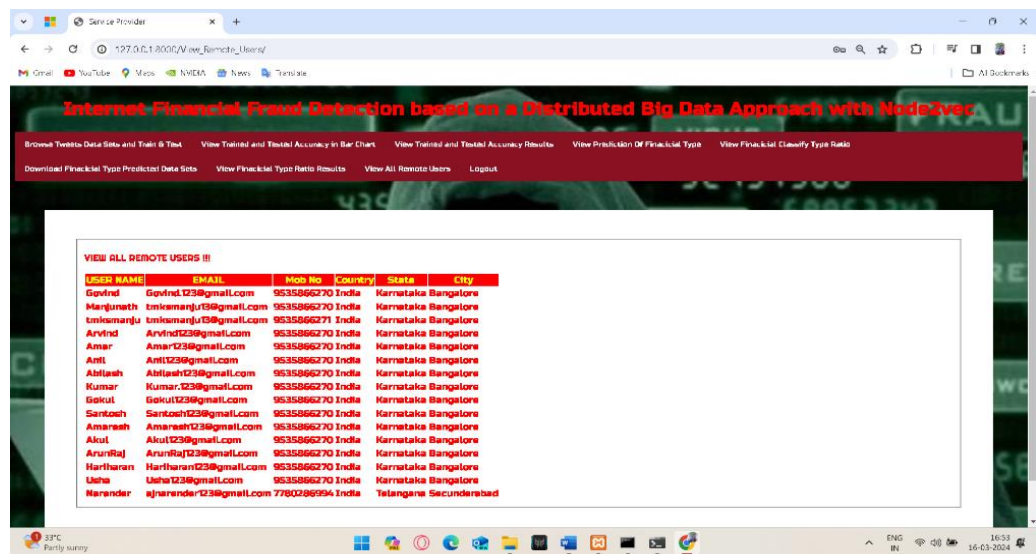 Service Provider
127.0.0.1:8000/View_Remote_Users/
Gmail YouTube Maps NVIDIA News Translate All Bookmarks
Internet Financial Fraud Detection based on a Distributed Big Data Approach with Node2vec
Browse Tweets Data Sets and Train & Test View Trained and Tested Accuracy in Bar Chart View Trained and Tested Accuracy Results View Prediction Of Finacicial Type View Finacicial Classify Type Ratio
Download Finacicial Type Predicted Data Sets View Finacicial Type Ratio Results View All Remote Users Logout
VIEW ALL REMOTE USERS !!!
USER NAME EMAIL Mob No Country State City
Govind Govind.123@gmail.com 9535866270 India Karnataka Bangalore
Manjunath tmksmanju13@gmail.com 9535866270 India Karnataka Bangalore
tmksmanju tmksmanju13@gmail.com 9535866271 India Karnataka Bangalore
Arvind Arvind123@gmail.com 9535866270 India Karnataka Bangalore
Amar Amar123@gmail.com 9535866270 India Karnataka Bangalore
Anil Anil123@gmail.com 9535866270 India Karnataka Bangalore
Abilash Abilash123@gmail.com 9535866270 India Karnataka Bangalore
Kumar Kumar.123@gmail.com 9535866270 India Karnataka Bangalore
Gokul Gokul123@gmail.com 9535866270 India Karnataka Bangalore
Santosh Santosh123@gmail.com 9535866270 India Karnataka Bangalore
Amaresh Amaresh123@gmail.com 9535866270 India Karnataka Bangalore
Akul Akul123@gmail.com 9535866270 India Karnataka Bangalore
ArunRaj ArunRaj123@gmail.com 9535866270 India Karnataka Bangalore
Hariharan Hariharan123@gmail.com 9535866270 India Karnataka Bangalore
Usha Usha123@gmail.com 9535866270 India Karnataka Bangalore
Narender ajnarender123@gmail.com 7780286994 India Telangana Secunderabad
33°C
Partly sunny
ENG
IN
16:53
16-03-2024